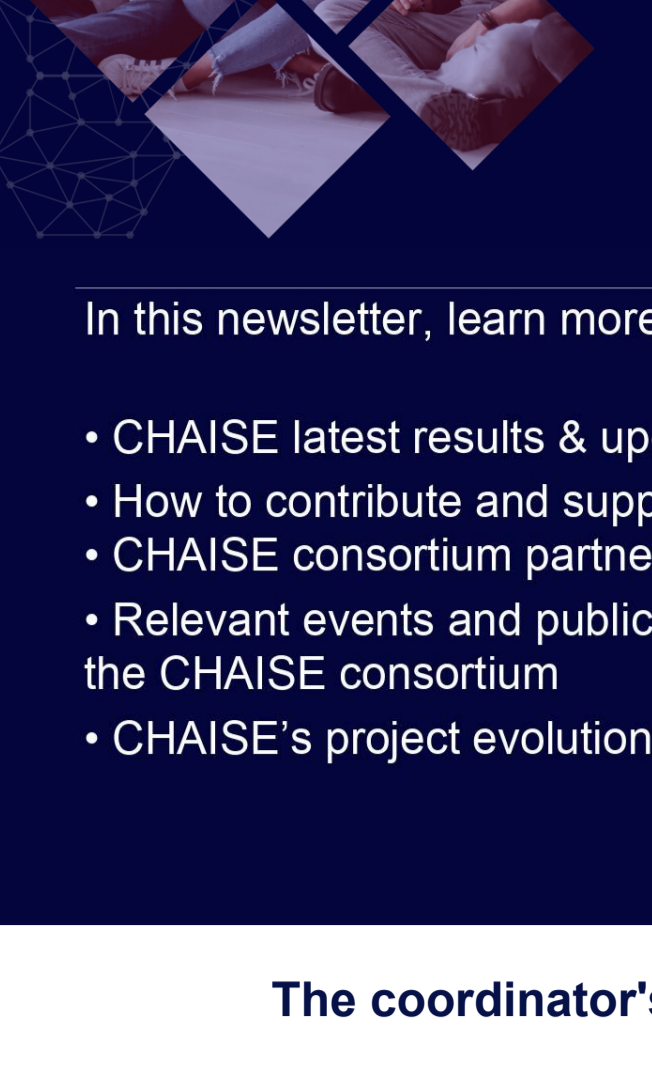 In this newsletter, learn more
• CHAISE latest results & up
• How to contribute and supp
• CHAISE consortium partne
• Relevant events and public
the CHAISE consortium
• CHAISE’s project evolution
The coordinator's